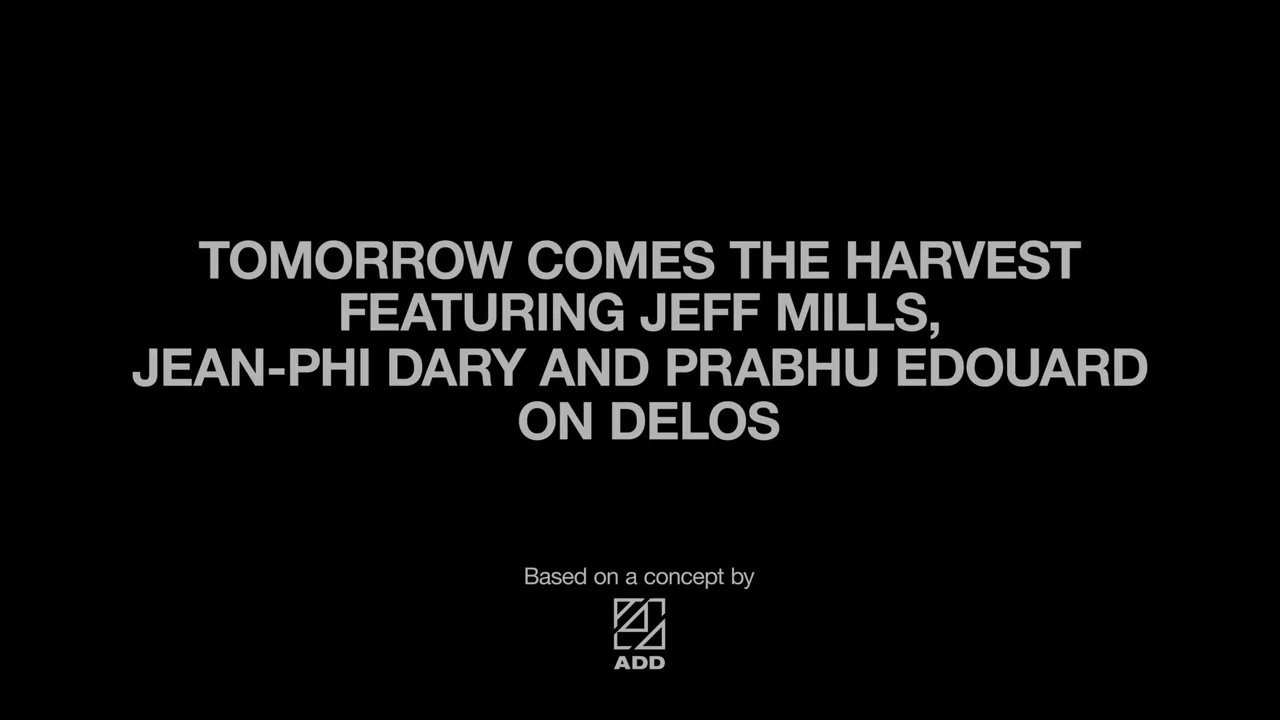 TOMORROW COMES THE HARVEST
FEATURING JEFF MILLS,
JEAN-PHI DARY AND PRABHU EDOUARD
ON DELOS
Based on a concept by
ADD